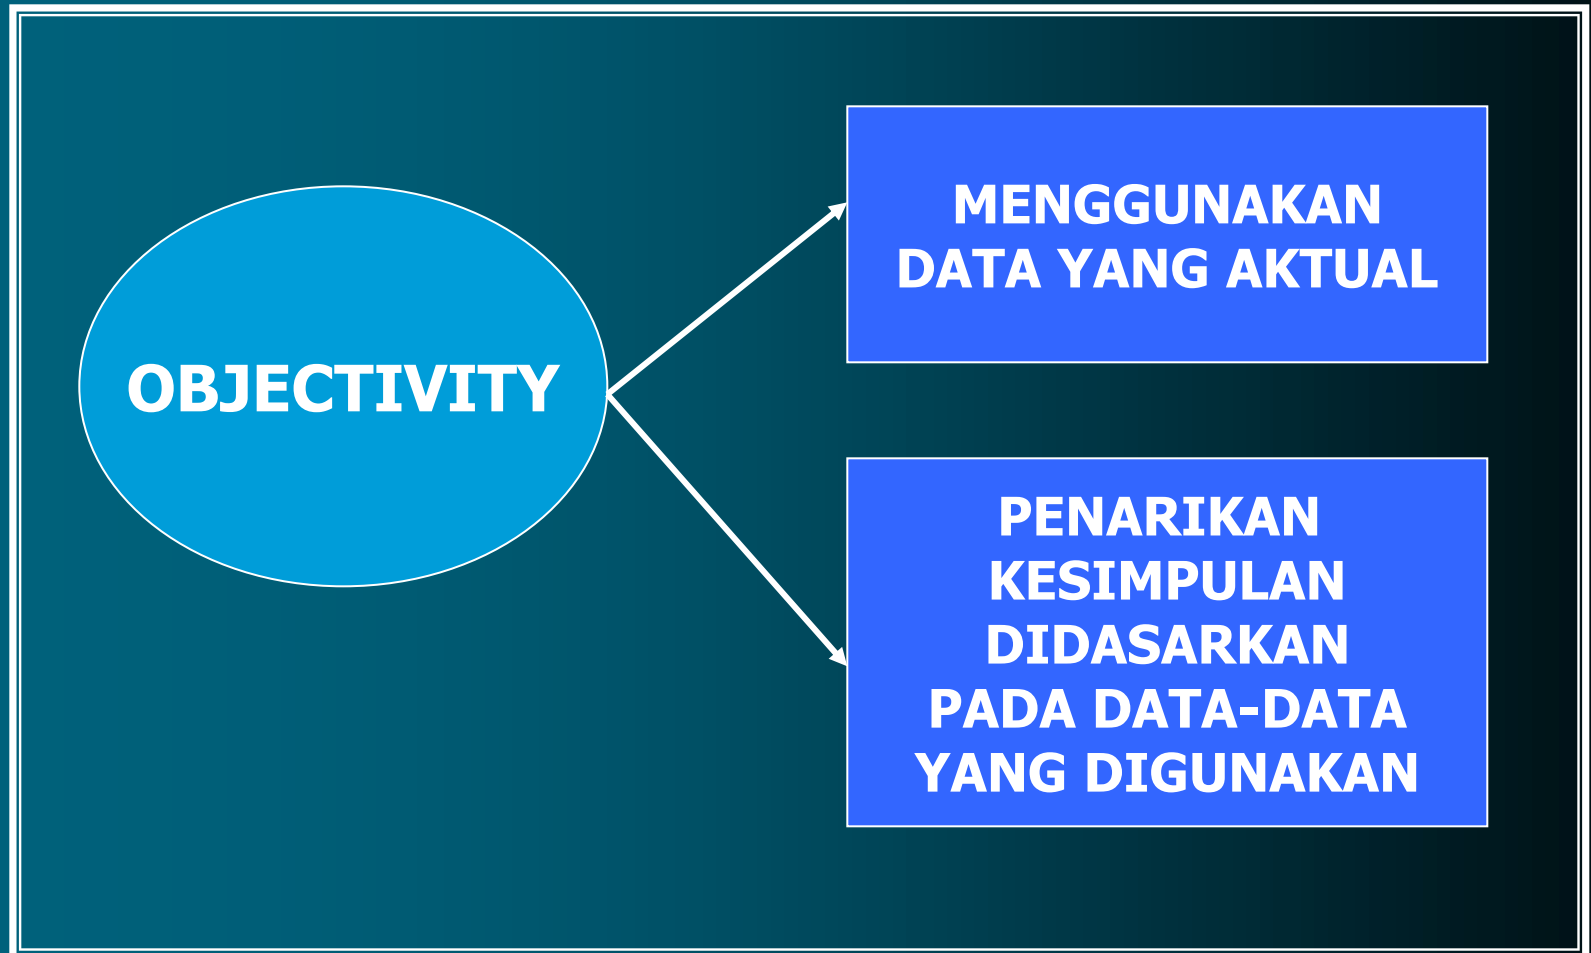 OBJECTIVITY
MENGGUNAKAN
DATA YANG AKTUAL
PENARIKAN
KESIMPULAN
DIDASARKAN
PADA DATA-DATA
YANG DIGUNAKAN